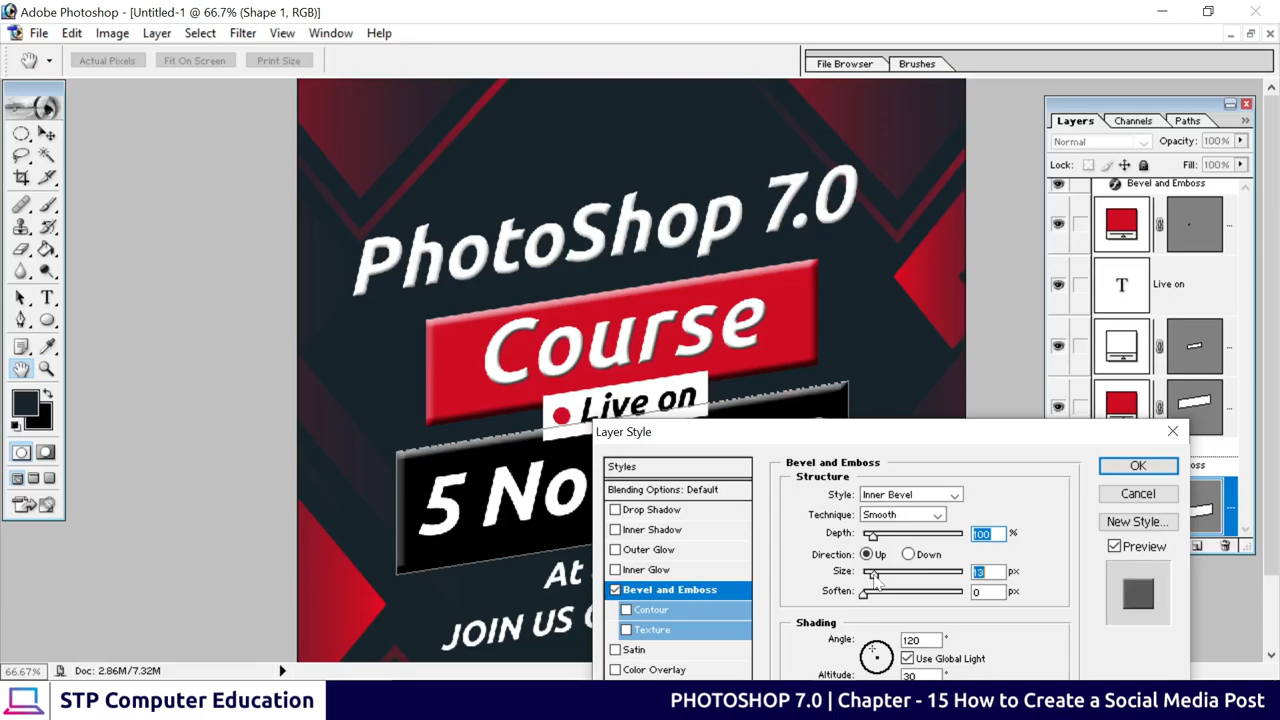 Adobe Photoshop - [Untitled-1 @ 66.7% (Shape 1, RGB)]
File Edit Image Layer Select Filter View Window Help
Actual Pixels Fit On Screen Print Size
File Browser Brushes
PhotoShop 7.0
Course
Live on
5 No
At
JOIN US
Layers Channels Paths
Normal Opacity: 100%
Lock: Fill: 100%
Bevel and Emboss
T Live on
Layer Style
Styles
Blending Options: Default
Drop Shadow
Inner Shadow
Outer Glow
Inner Glow
Bevel and Emboss
Contour
Texture
Satin
Color Overlay
Bevel and Emboss
Structure
Style: Inner Bevel
Technique: Smooth
Depth: 100 %
Direction: Up Down
Size: 13 px
Soften: 0 px
Shading
Angle: 120 °
Use Global Light
Altitude: 30 °
OK
Cancel
New Style...
Preview
66.67% Doc: 2.86M/7.32M
STP Computer Education
PHOTOSHOP 7.0 | Chapter - 15 How to Create a Social Media Post